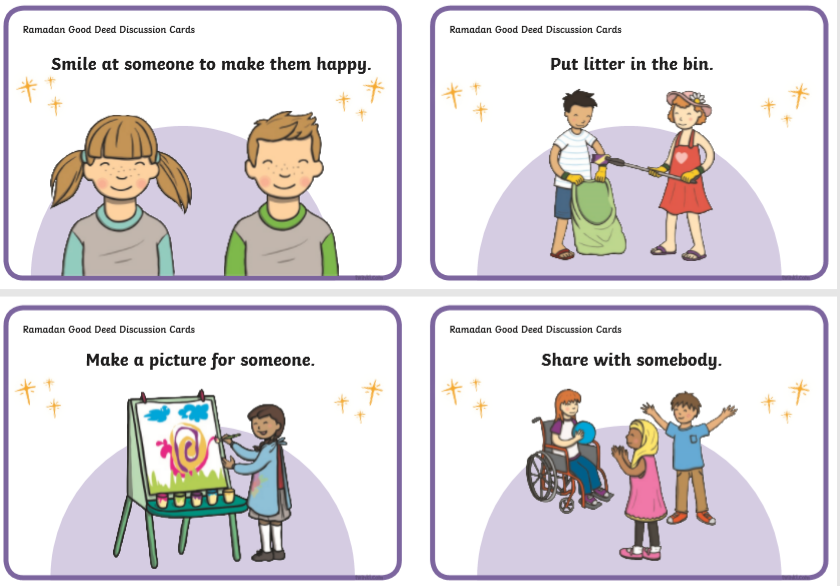 Ramadan Good Deed Discussion Cards
Smile at someone to make them happy.
Ramadan Good Deed Discussion Cards
Put litter in the bin.
Ramadan Good Deed Discussion Cards
Make a picture for someone.
Ramadan Good Deed Discussion Cards
Share with somebody.